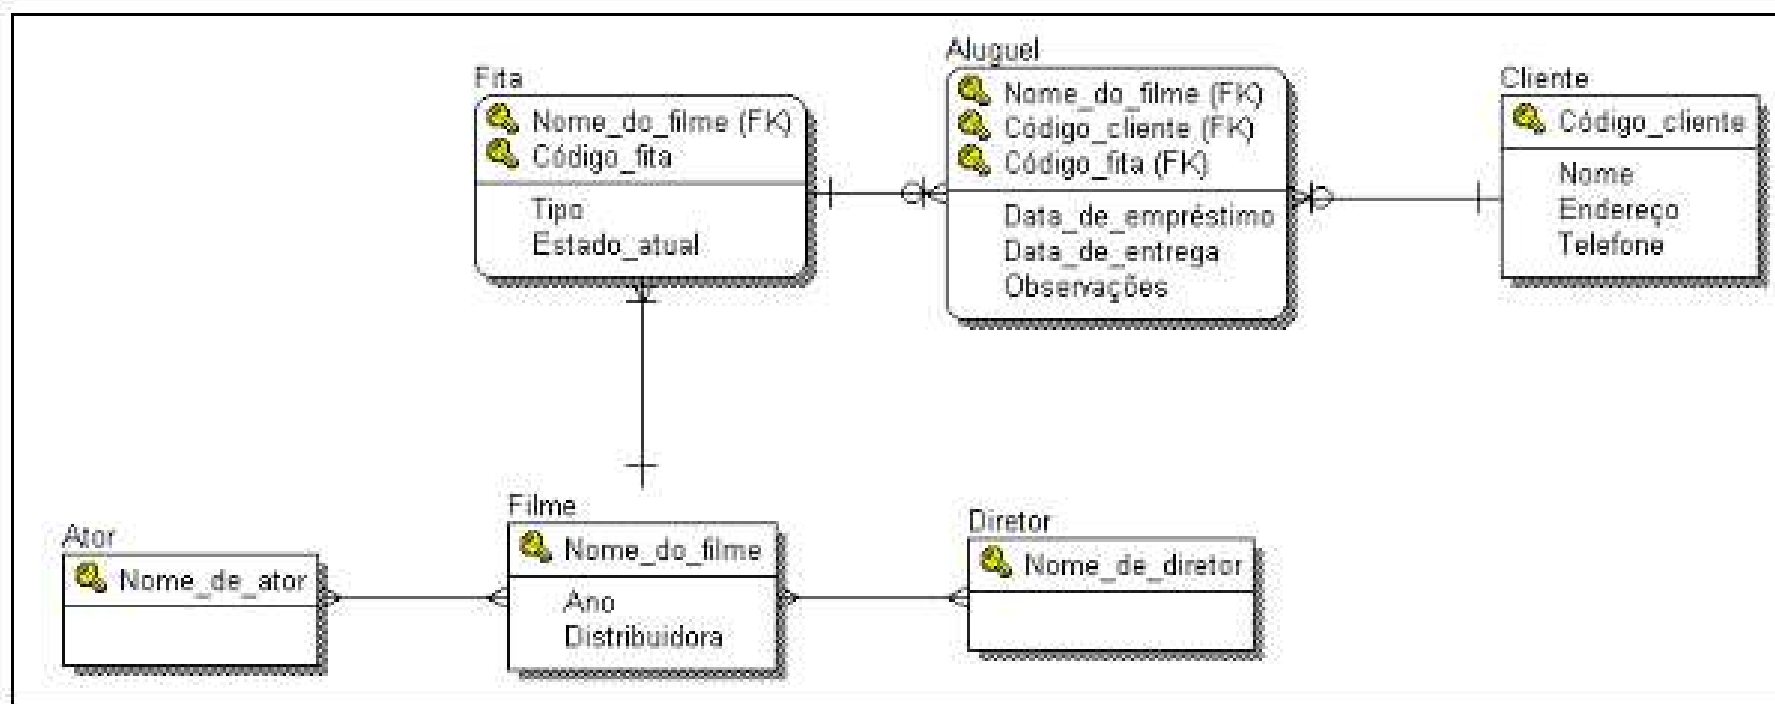 Fita
Nome_do_filme (FK)
Código_fita
Tipo
Estado_atual
Aluguel
Nome_do_filme (FK)
Código_cliente (FK)
Código_fita (FK)
Data_de_empréstimo
Data_de_entrega
Observações
Cliente
Código_cliente
Nome
Endereço
Telefone
Ator
Nome_de_ator
Filme
Nome_do_filme
Ano
Distribuidora
Diretor
Nome_de_diretor